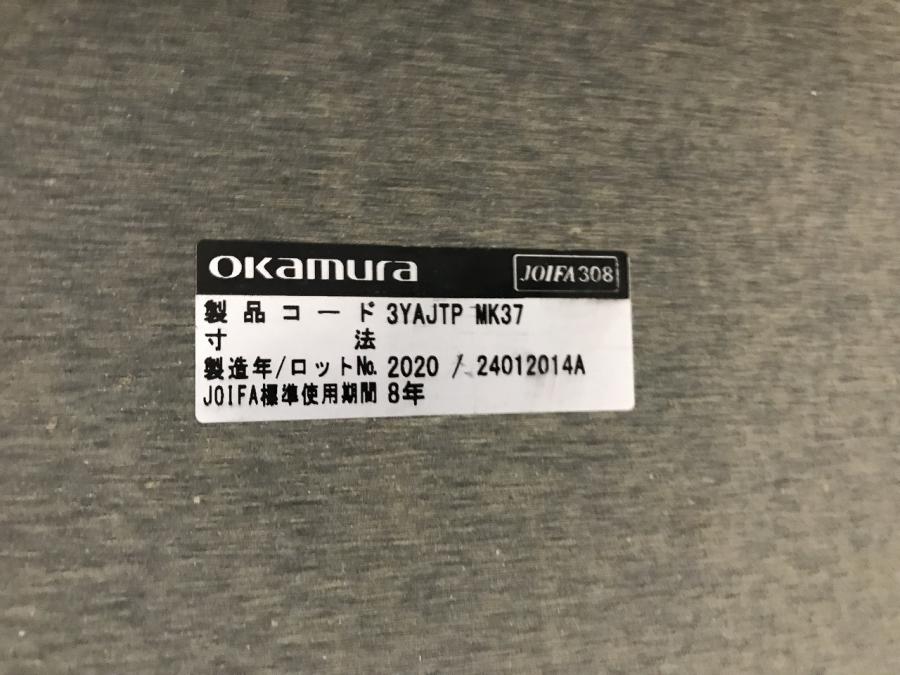 okamura JOIFA308
製品コード 3YAJTP MK37
寸法
製造年/ロットNo. 2020 / 24012014A
JOIFA標準使用期間 8年